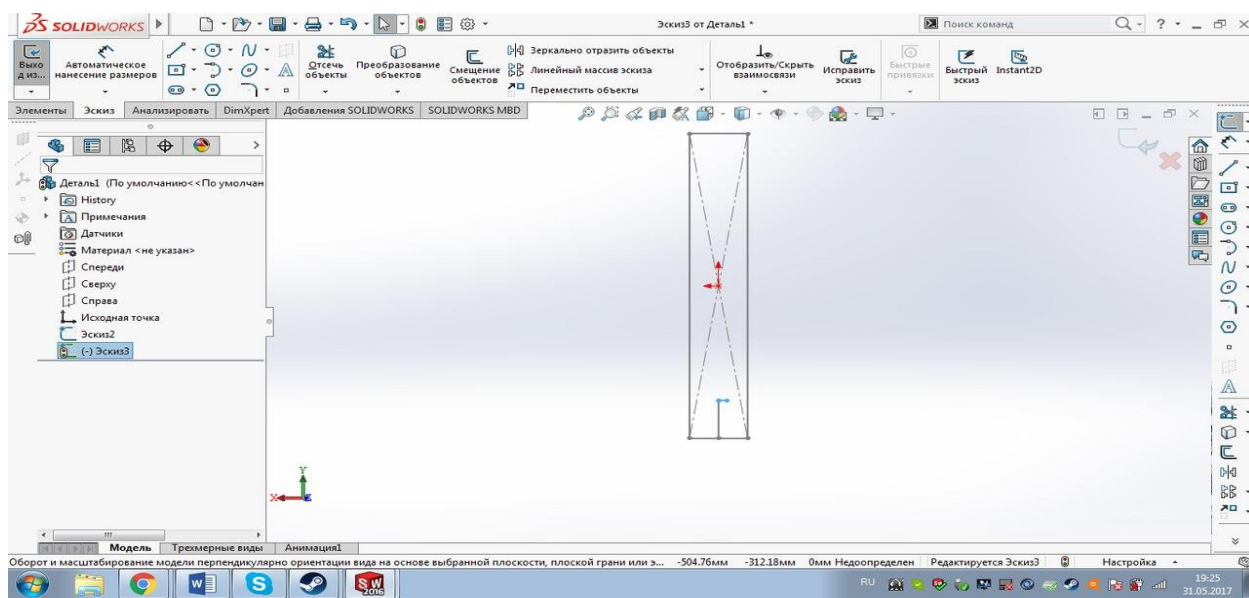 SOLIDWORKS
Эскиз3 от Деталь1 *
Поиск команд
?
Выхо
д из...
Автоматическое
нанесение размеров
Отсечь
объекты
Преобразование
объектов
Смещение
объектов
Зеркально отразить объекты
Линейный массив эскиза
Переместить объекты
Отобразить/Скрыть
взаимосвязи
Исправить
эскиз
Быстрые
привязки
Быстрый
эскиз
Instant2D
Элементы Эскиз Анализировать DimXpert Добавления SOLIDWORKS SOLIDWORKS MBD
Деталь1 (По умолчанию<<По умолчан
History
Примечания
Датчики
Материал <не указан>
Спереди
Сверху
Справа
Исходная точка
Эскиз2
(-) Эскиз3
Y
X
Модель Трехмерные виды Анимация1
Оборот и масштабирование модели перпендикулярно ориентации вида на основе выбранной плоскости, плоской грани или э... -504.76мм -312.18мм 0мм Недоопределен Редактируется Эскиз3 Настройка
RU
19:25
31.05.2017
SW
2016